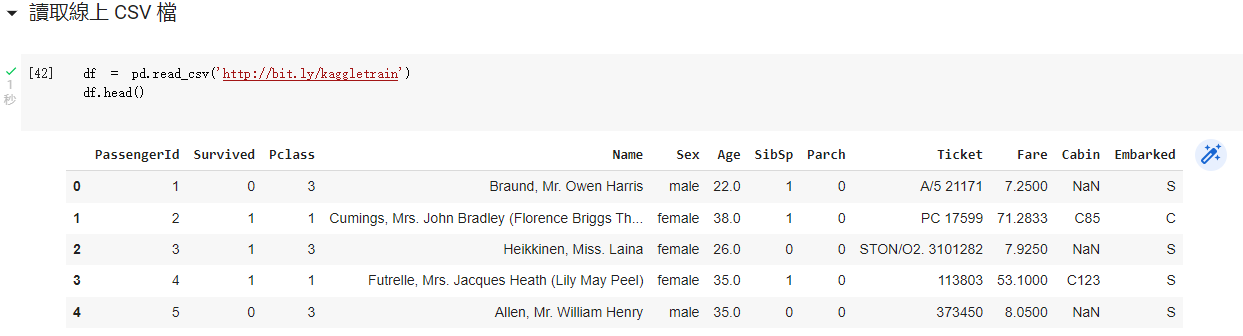 讀取線上 CSV 檔
[42] df = pd.read_csv('http://bit.ly/kaggletrain')
1
秒
df.head()
PassengerId Survived Pclass Name Sex Age SibSp Parch Ticket Fare Cabin Embarked
0 1 0 3 Braund, Mr. Owen Harris male 22.0 1 0 A/5 21171 7.2500 NaN S
1 2 1 1 Cumings, Mrs. John Bradley (Florence Briggs Th... female 38.0 1 0 PC 17599 71.2833 C85 C
2 3 1 3 Heikkinen, Miss. Laina female 26.0 0 0 STON/O2. 3101282 7.9250 NaN S
3 4 1 1 Futrelle, Mrs. Jacques Heath (Lily May Peel) female 35.0 1 0 113803 53.1000 C123 S
4 5 0 3 Allen, Mr. William Henry male 35.0 0 0 373450 8.0500 NaN S